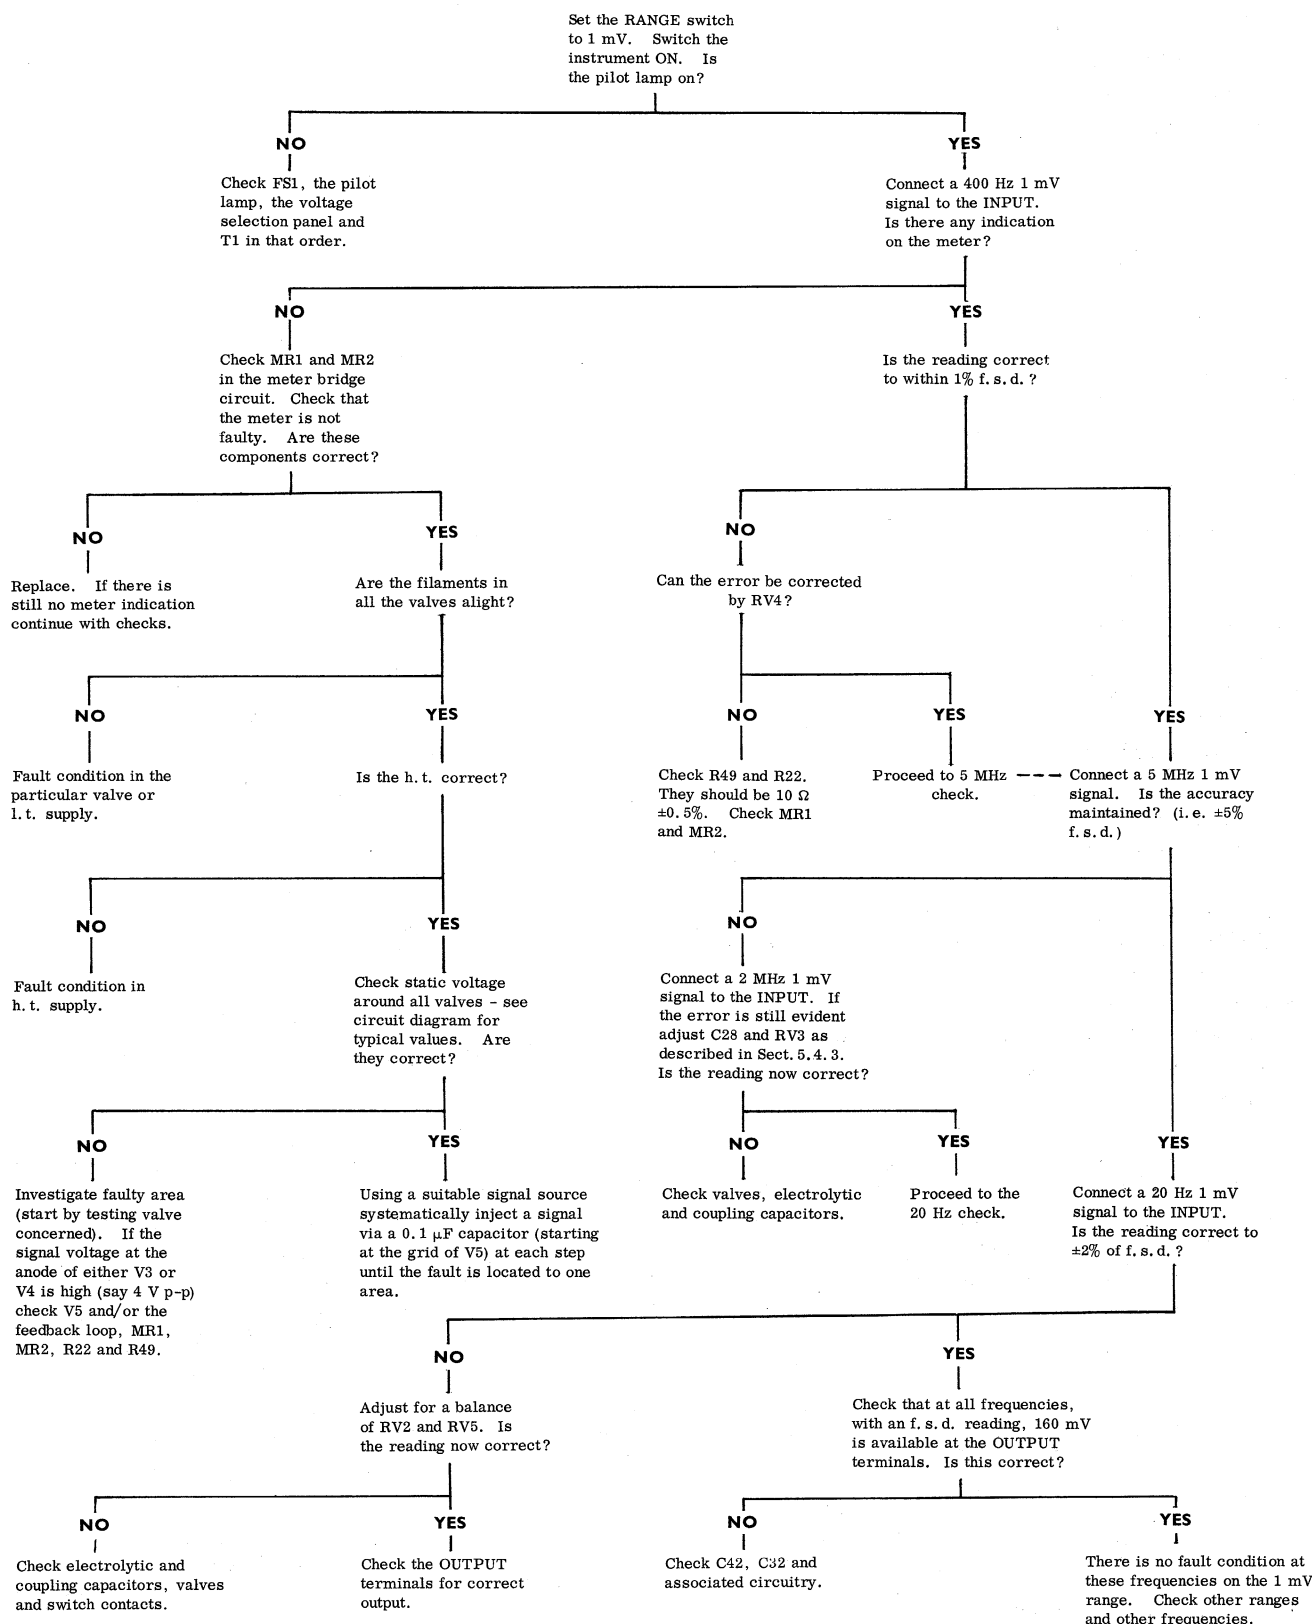 Set the RANGE switch
to 1 mV. Switch the
instrument ON. Is
the pilot lamp on?
NO
YES
Check FS1, the pilot
lamp, the voltage
selection panel and
T1 in that order.
Connect a 400 Hz 1 mV
signal to the INPUT.
Is there any indication
on the meter?
NO
YES
Check MR1 and MR2
in the meter bridge
circuit. Check that
the meter is not
faulty. Are these
components correct?
Is the reading correct
to within 1% f. s. d. ?
NO
YES
NO
Replace. If there is
still no meter indication
continue with checks.
Are the filaments in
all the valves alight?
Can the error be corrected
by RV4?
NO
YES
NO
YES
YES
Fault condition in the
particular valve or
l. t. supply.
Is the h. t. correct?
Check R49 and R22.
They should be 10 Ω
±0. 5%. Check MR1
and MR2.
Proceed to 5 MHz
check.
Connect a 5 MHz 1 mV
signal. Is the accuracy
maintained? (i. e. ±5%
f. s. d. )
NO
YES
NO
Fault condition in
h. t. supply.
Check static voltage
around all valves - see
circuit diagram for
typical values. Are
they correct?
Connect a 2 MHz 1 mV
signal to the INPUT. If
the error is still evident
adjust C28 and RV3 as
described in Sect. 5. 4. 3.
Is the reading now correct?
NO
YES
NO
YES
YES
Investigate faulty area
(start by testing valve
concerned). If the
signal voltage at the
anode of either V3 or
V4 is high (say 4 V p-p)
check V5 and/or the
feedback loop, MR1,
MR2, R22 and R49.
Using a suitable signal source
systematically inject a signal
via a 0. 1 μF capacitor (starting
at the grid of V5) at each step
until the fault is located to one
area.
Check valves, electrolytic
and coupling capacitors.
Proceed to the
20 Hz check.
Connect a 20 Hz 1 mV
signal to the INPUT.
Is the reading correct to
±2% of f. s. d. ?
NO
YES
Adjust for a balance
of RV2 and RV5. Is
the reading now correct?
Check that at all frequencies,
with an f. s. d. reading, 160 mV
is available at the OUTPUT
terminals. Is this correct?
NO
YES
NO
YES
Check electrolytic and
coupling capacitors, valves
and switch contacts.
Check the OUTPUT
terminals for correct
output.
Check C42, C32 and
associated circuitry.
There is no fault condition at
these frequencies on the 1 mV
range. Check other ranges
and other frequencies.